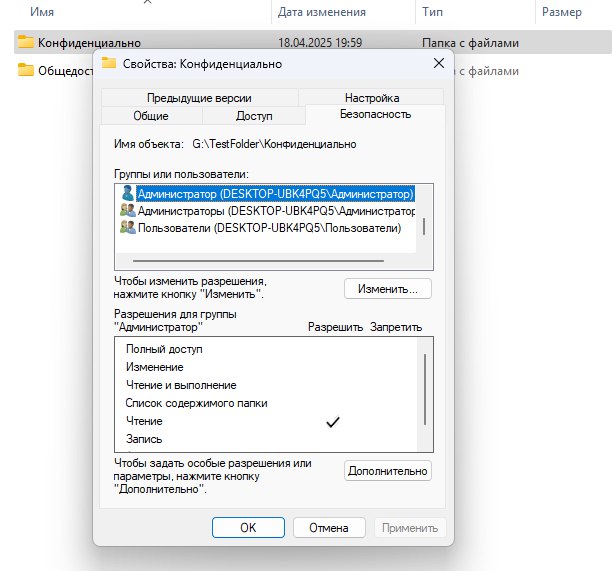 Имя Дата изменения Тип Размер
Конфиденциально 18.04.2025 19:59 Папка с файлами
Общедост а с файлами
Свойства: Конфиденциально
Предыдущие версии Настройка
Общие Доступ Безопасность
Имя объекта: G:\TestFolder\Конфиденциально
Группы или пользователи:
Администратор (DESKTOP-UBK4PQ5\Администратор)
Администраторы (DESKTOP-UBK4PQ5\Администратор
Пользователи (DESKTOP-UBK4PQ5\Пользователи)
Чтобы изменить разрешения,
нажмите кнопку "Изменить".
Изменить...
Разрешения для группы
"Администратор" Разрешить Запретить
Полный доступ
Изменение
Чтение и выполнение
Список содержимого папки
Чтение
Запись
Чтобы задать особые разрешения или
параметры, нажмите кнопку
"Дополнительно".
Дополнительно
OK Отмена Применить